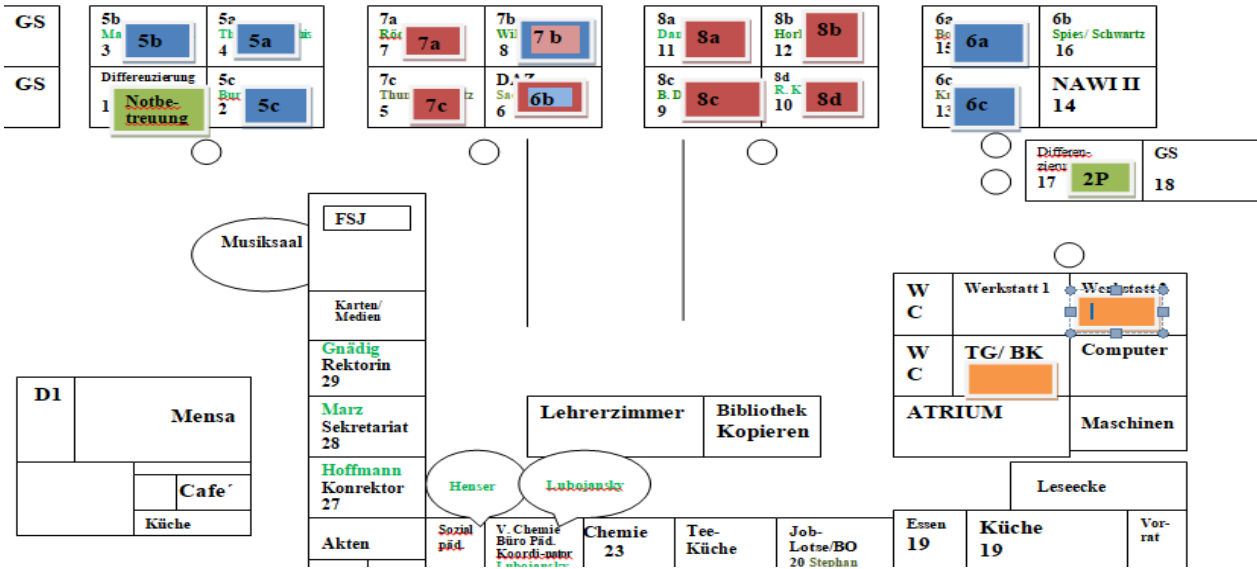 GS
5b
5b
3
5a
5a
4
7a
7a
7
7b
7 b
8
8a
8a
11
8b
8b
12
6a
6a
15
6b
Spies/ Schwartz
16
GS
Differenzierung
1
Notbe-
treuung
5c
5c
2
7c
7c
5
6b
6
8c
8c
9
8d
8d
10
6c
6c
13
NAWI II
14
Differen-
17
2P
GS
18
FSJ
Musiksaal
Karten/
Medien
Gnädig
Rektorin
29
Marz
Sekretariat
28
Hoffmann
Konrektor
27
Akten
D1
Mensa
Cafe´
Küche
Henser
Lubojansky
Lehrerzimmer
Bibliothek
Kopieren
W
C
Werkstatt 1
W
C
TG/ BK
Computer
ATRIUM
Maschinen
Leseecke
Sozial
päd.
V. Chemie
Büro Päd.
Koordi-nator
Lubojansky
Chemie
23
Tee-
Küche
Job-
Lotse/BO
20 Stephan
Essen
19
Küche
19
Vor-
rat